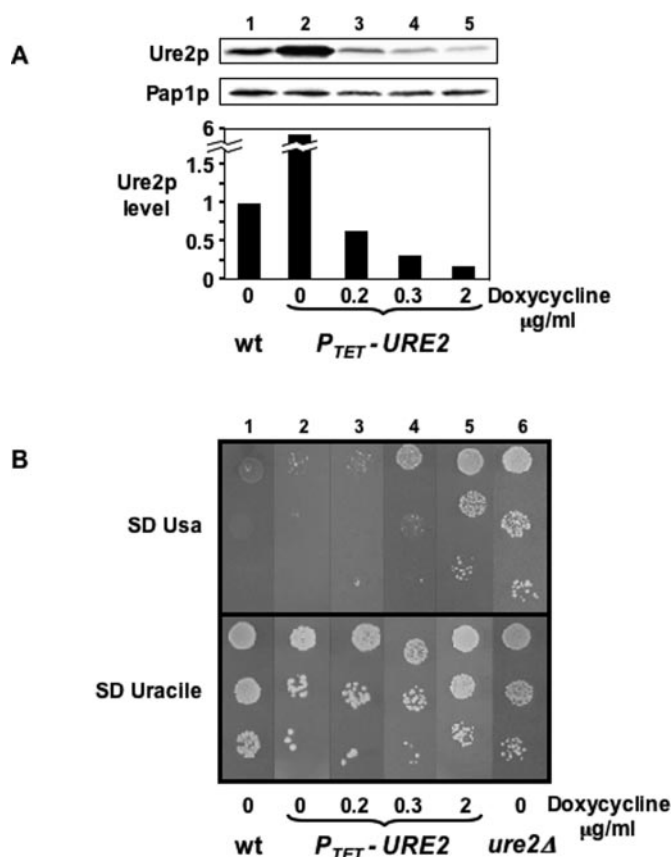 A
1 2 3 4 5
Ure2p
Pap1p
6
1.5
1
0.5
0
Ure2p
level
0 0 0.2 0.3 2 Doxycycline
µg/ml
wt P_TET - URE2
B
1 2 3 4 5 6
SD Usa
SD Uracile
0 0 0.2 0.3 2 0 Doxycycline
µg/ml
wt P_TET - URE2 ure2Δ